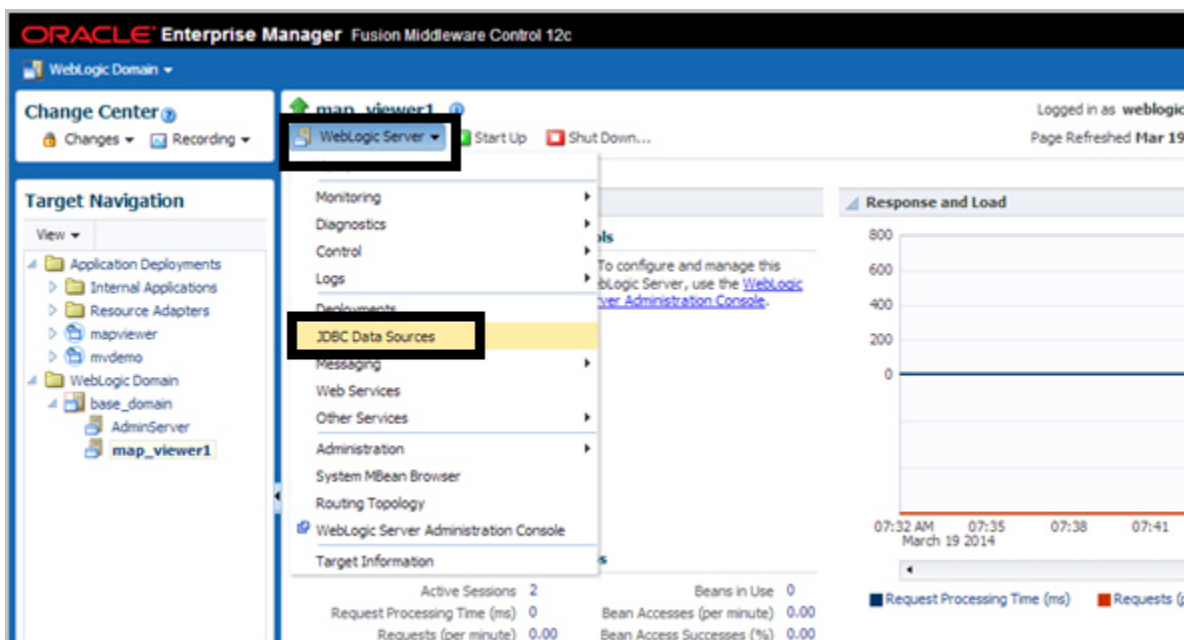 ORACLE Enterprise Manager Fusion Middleware Control 12c
WebLogic Domain
Change Center
Changes Recording
map_viewer1
Logged in as weblogic
WebLogic Server Start Up Shut Down...
Page Refreshed Mar 19
Target Navigation
View
Application Deployments
Internal Applications
Resource Adapters
mapviewer
mvdemo
WebLogic Domain
base_domain
AdminServer
map_viewer1
Monitoring
Diagnostics
Control
Logs
Deployments
JDBC Data Sources
Messaging
Web Services
Other Services
Administration
System MBean Browser
Routing Topology
WebLogic Server Administration Console
Target Information
To configure and manage this
Server, use the WebLogic
Administration Console.
Active Sessions 2
Request Processing Time (ms) 0
Requests (per minute) 0.00
Beans in Use 0
Bean Accesses (per minute) 0.00
Bean Access Successes (%) 0.00
Response and Load
800
600
400
200
0
07:32 AM 07:35 07:38 07:41
March 19 2014
Request Processing Time (ms) Requests